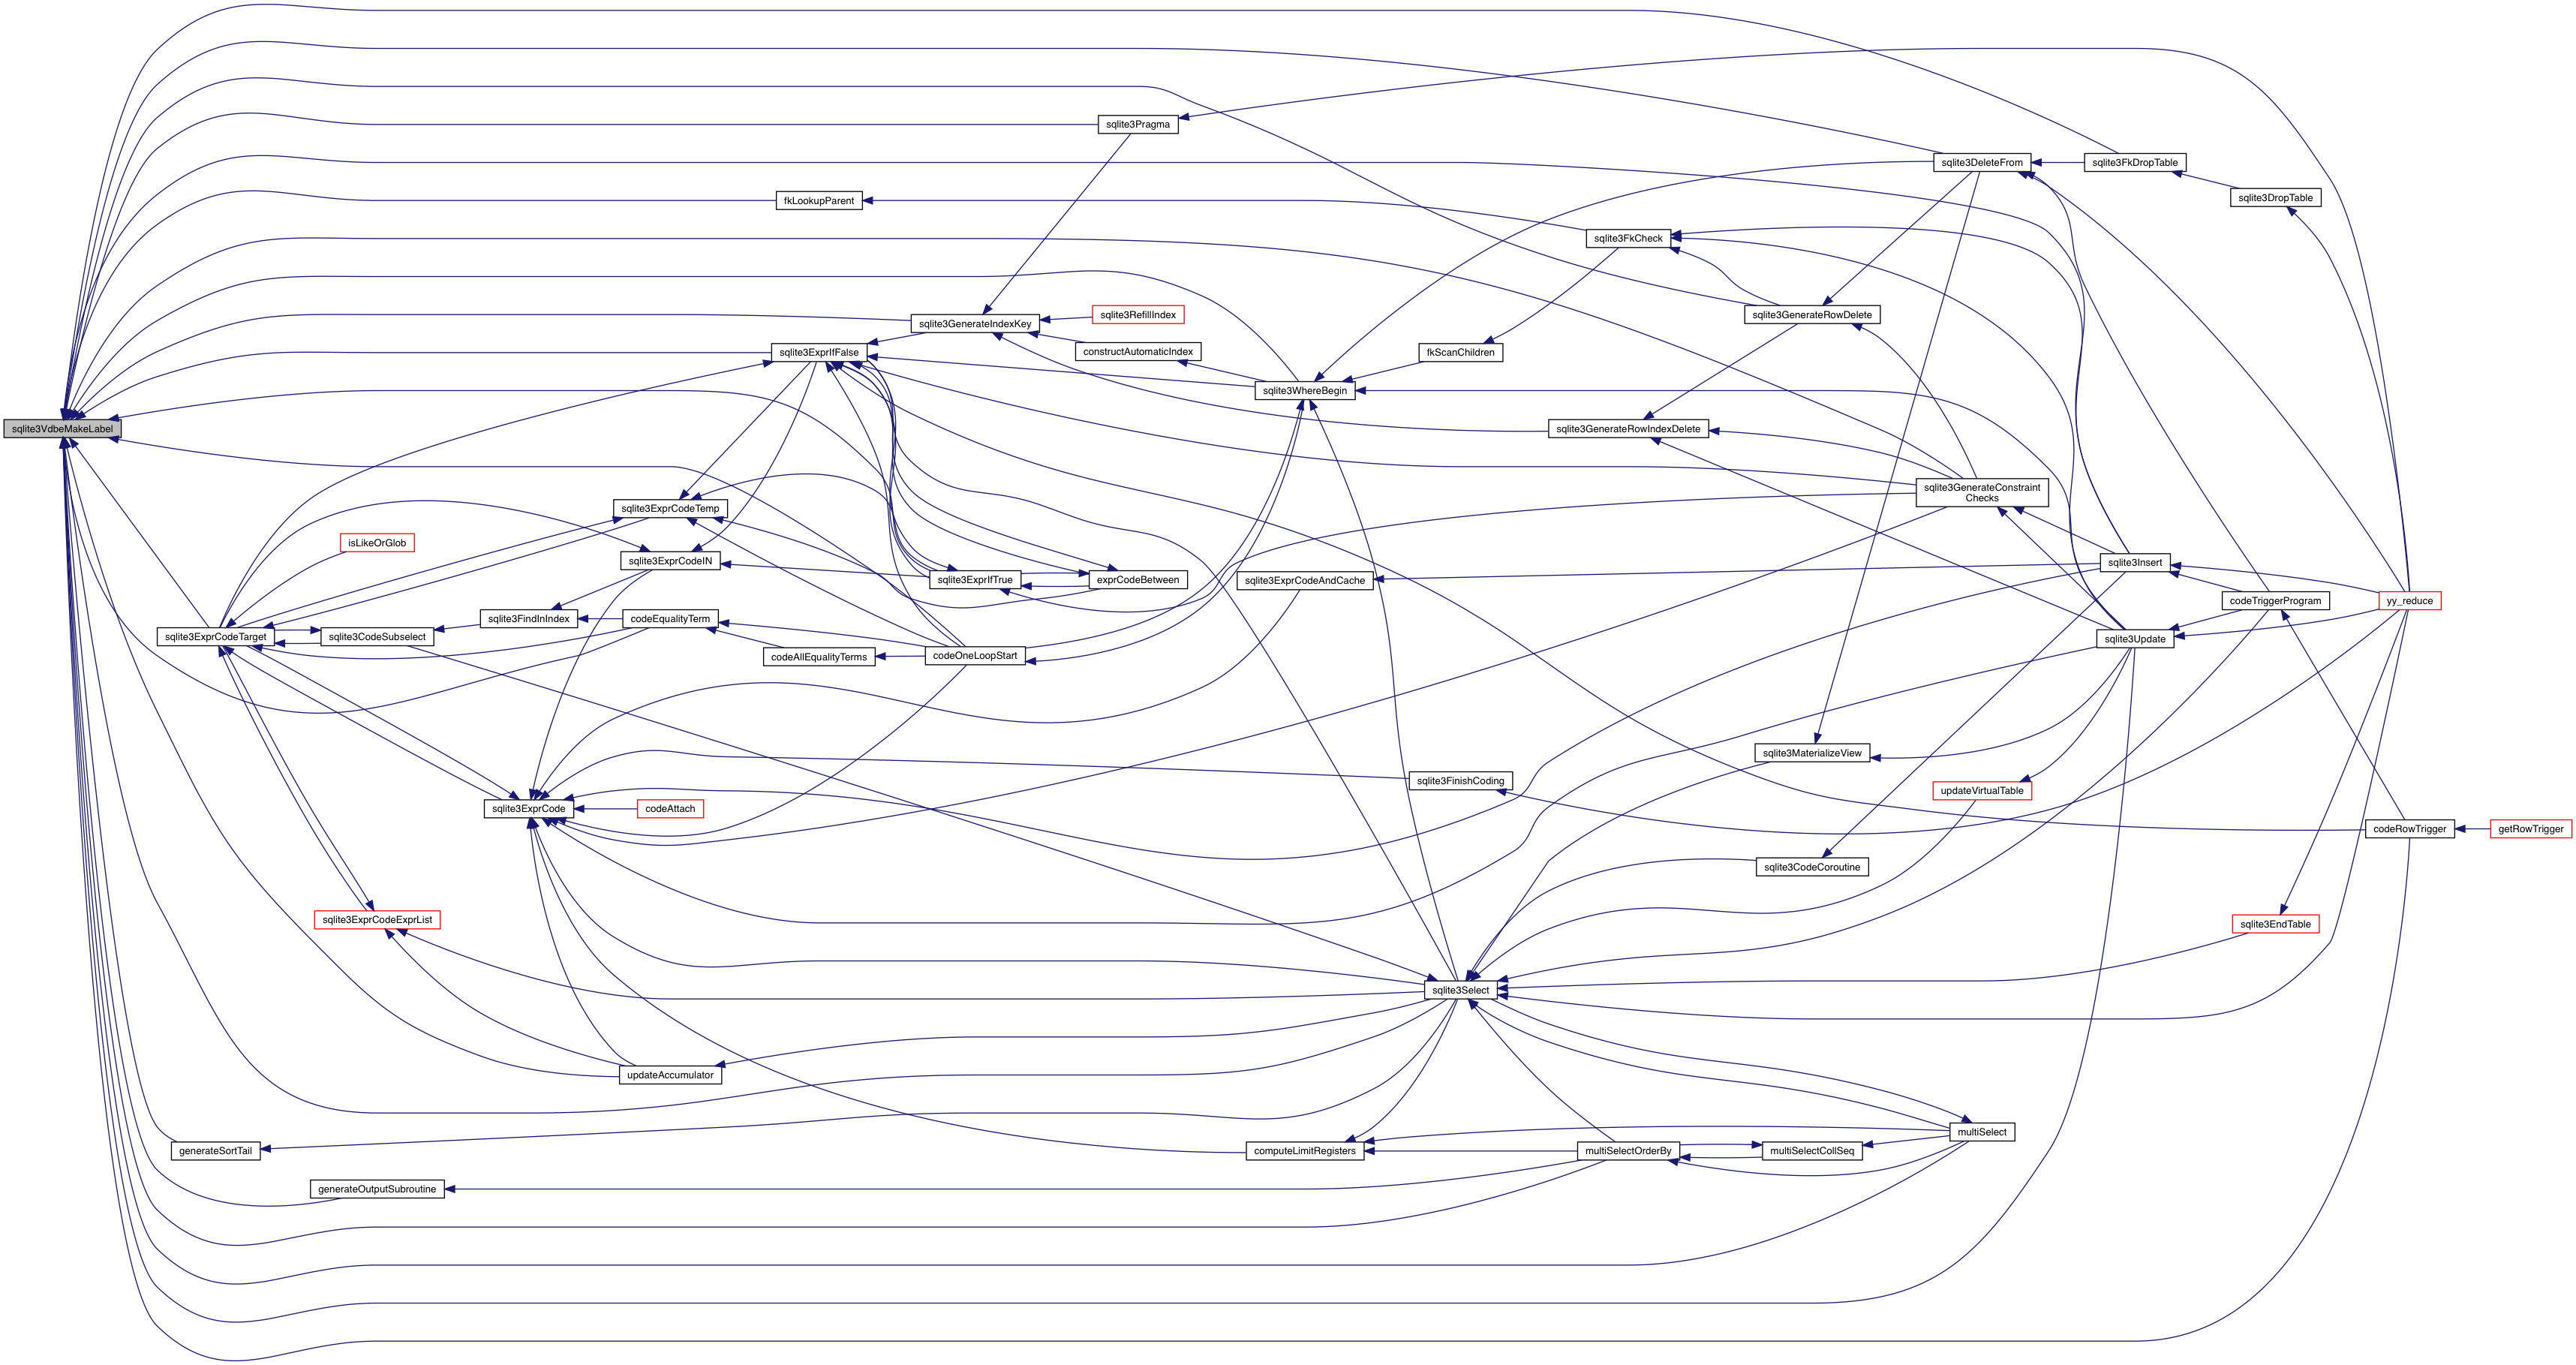 sqlite3Pragma
sqlite3DeleteFrom
sqlite3FkDropTable
sqlite3DropTable
fkLookupParent
sqlite3FkCheck
sqlite3GenerateIndexKey
sqlite3RefillIndex
sqlite3GenerateRowDelete
sqlite3ExprIfFalse
constructAutomaticIndex
fkScanChildren
sqlite3WhereBegin
sqlite3VdbeMakeLabel
sqlite3GenerateRowIndexDelete
sqlite3GenerateConstraint
Checks
sqlite3ExprCodeTemp
isLikeOrGlob
sqlite3ExprCodeIN
sqlite3Insert
sqlite3ExprIfTrue
exprCodeBetween
sqlite3ExprCodeAndCache
codeTriggerProgram
yy_reduce
sqlite3FindInIndex
codeEqualityTerm
sqlite3ExprCodeTarget
sqlite3CodeSubselect
sqlite3Update
codeAllEqualityTerms
codeOneLoopStart
sqlite3MaterializeView
sqlite3FinishCoding
updateVirtualTable
sqlite3ExprCode
codeAttach
codeRowTrigger
getRowTrigger
sqlite3CodeCoroutine
sqlite3ExprCodeExprList
sqlite3EndTable
sqlite3Select
updateAccumulator
multiSelect
generateSortTail
computeLimitRegisters
multiSelectOrderBy
multiSelectCollSeq
generateOutputSubroutine